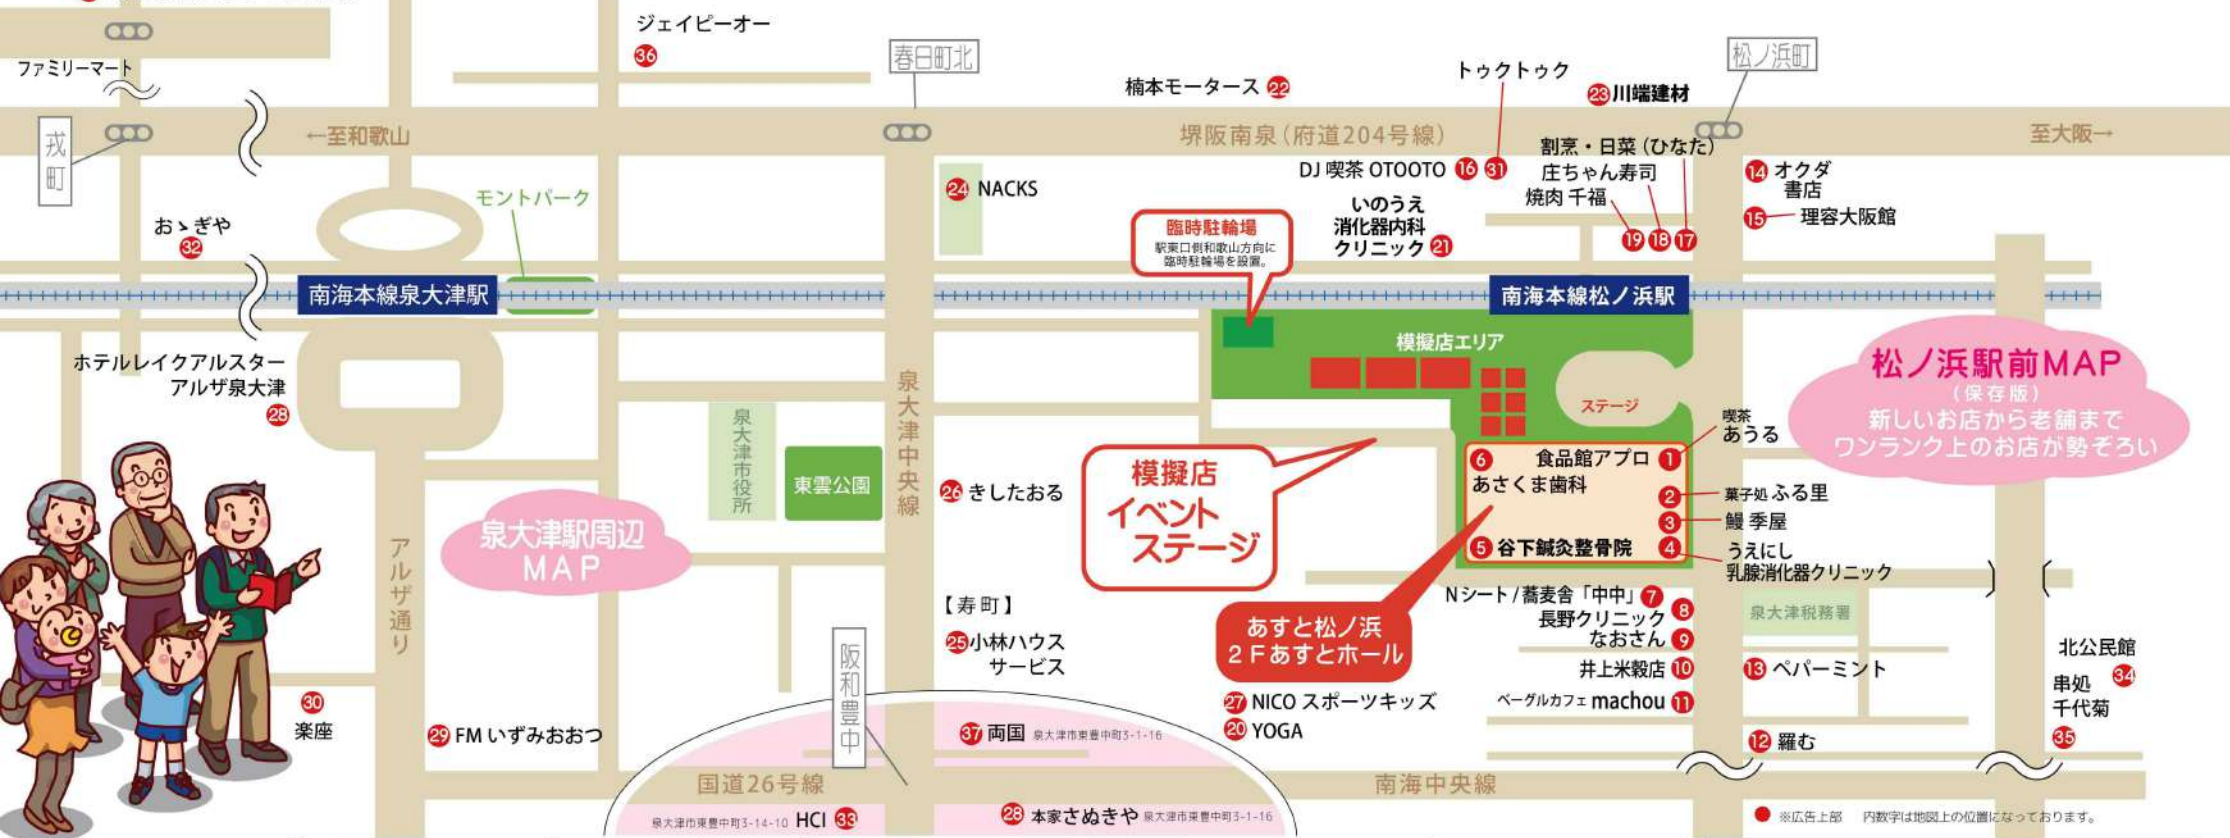 ジェイピーオー
36
ファミリーマート
春日町北
松ノ浜町
楠本モータース 22
トゥクトゥク
23 川端建材
戎町
←至和歌山
堺阪南泉(府道204号線)
至大阪→
割烹・日菜(ひなた)
庄ちゃん寿司
焼肉 千福
19 18 17
DJ 喫茶 OTOOTO 16 31
14 オクダ
書店
15 理容大阪館
24 NACKS
モントパーク
おゝぎや
32
いのうえ
消化器内科
クリニック 21
臨時駐輪場
駅東口側和歌山方向に
臨時駐輪場を設置。
南海本線泉大津駅
南海本線松ノ浜駅
模擬店エリア
ステージ
松ノ浜駅前MAP
(保存版)
新しいお店から老舗まで
ワンランク上のお店が勢ぞろい
ホテルレイクアルスター
アルザ泉大津
28
泉大津中央線
泉大津市役所
東雲公園
26 きしたおる
模擬店
イベント
ステージ
喫茶
あうる
6 食品館アプロ 1
あさくま歯科
2 菓子処 ふる里
3 鰻 季屋
5 谷下鍼灸整骨院 4
うえにし
乳腺消化器クリニック
泉大津駅周辺
MAP
アルザ通り
【寿町】
25 小林ハウス
サービス
阪和豊中
あすと松ノ浜
2Fあすとホール
Nシート/蕎麦舎「中中」 7
長野クリニック 8
なおさん 9
井上米穀店 10
ベーグルカフェ machou 11
泉大津税務署
13 ペパーミント
北公民館
34
串処
千代菊
35
12 羅む
27 NICO スポーツキッズ
20 YOGA
30
楽座
29 FM いずみおおつ
37 両国 泉大津市東豊中町3-1-16
国道26号線
南海中央線
泉大津市東豊中町3-14-10 HCI 33
28 本家さぬきや 泉大津市東豊中町3-1-16
※広告上部 内数字は地図上の位置になっております。